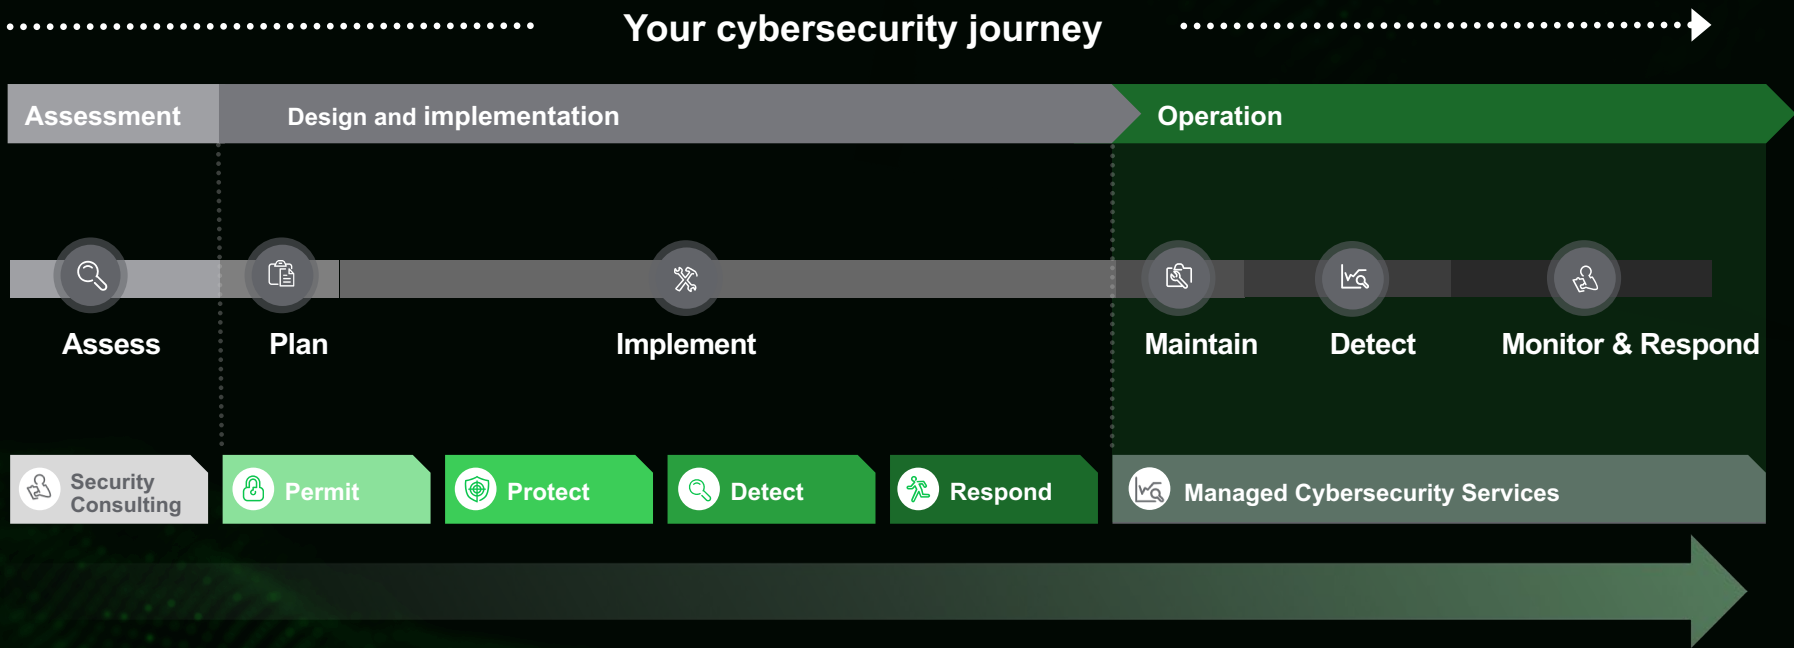 Your cybersecurity journey
Assessment
Design and implementation
Operation
Assess
Plan
Implement
Maintain
Detect
Monitor & Respond
Security
Consulting
Permit
Protect
Detect
Respond
Managed Cybersecurity Services